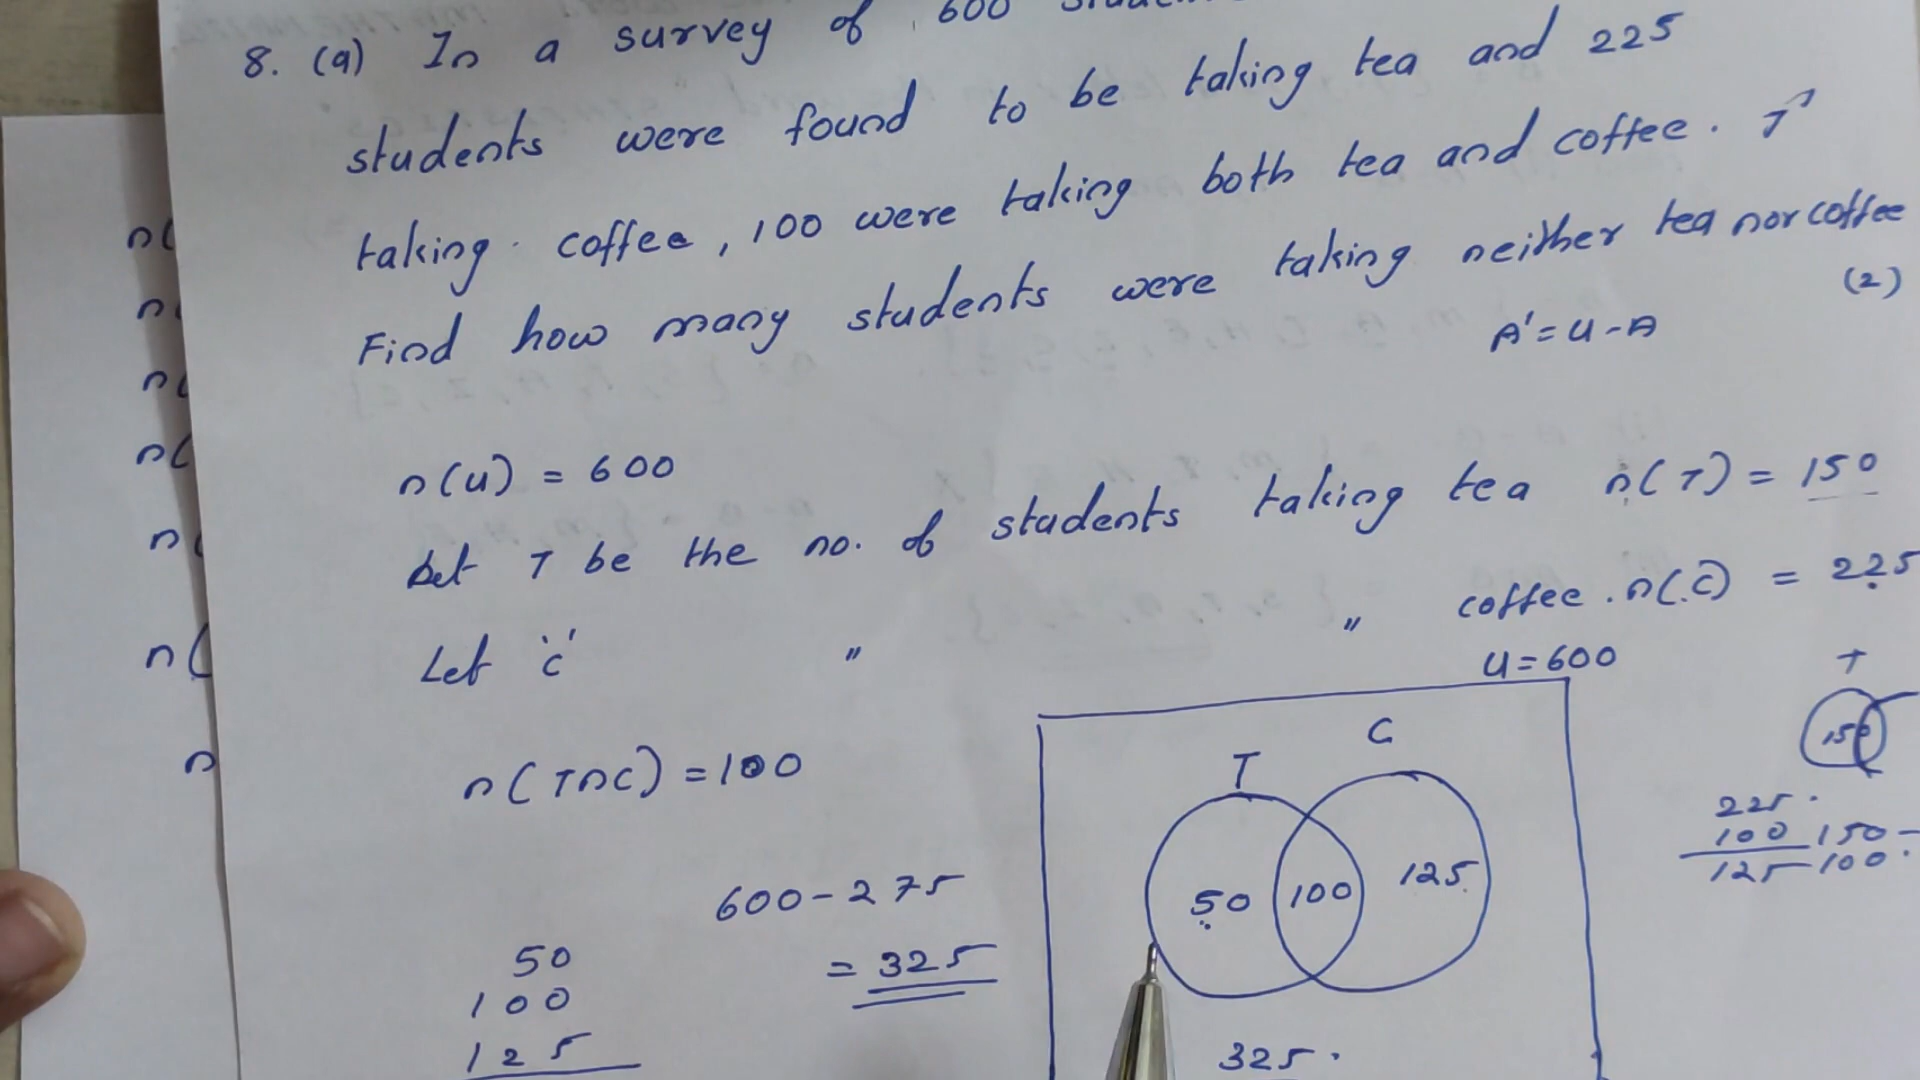 8. (a) In a survey of 600
students were found to be taking tea and 225
taking coffee, 100 were taking both tea and coffee.
Find how many students were taking neither tea nor coffee
(2)
A' = U - A
n(U) = 600
Let T be the no. of students taking tea n(T) = 150
Let 'C' " " coffee. n(C) = 225
U = 600
n(T∩C) = 100
T C
50 100 125
325.
600 - 275
= 325
50
100
125
T
150
225.
100
125
150 -
100.
n(
n(
n(
n(
n(
n(
n